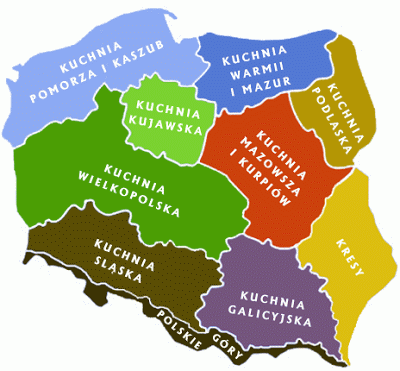 KUCHNIA
POMORZA I KASZUB
KUCHNIA
WARMII
I MAZUR
KUCHNIA
PODLASKA
KUCHNIA
KUJAWSKA
KUCHNIA
MAZOWSZA
I KURPIÓW
KUCHNIA
WIELKOPOLSKA
KRESY
KUCHNIA
ŚLĄSKA
KUCHNIA
GALICYJSKA
POLSKIE GÓRY